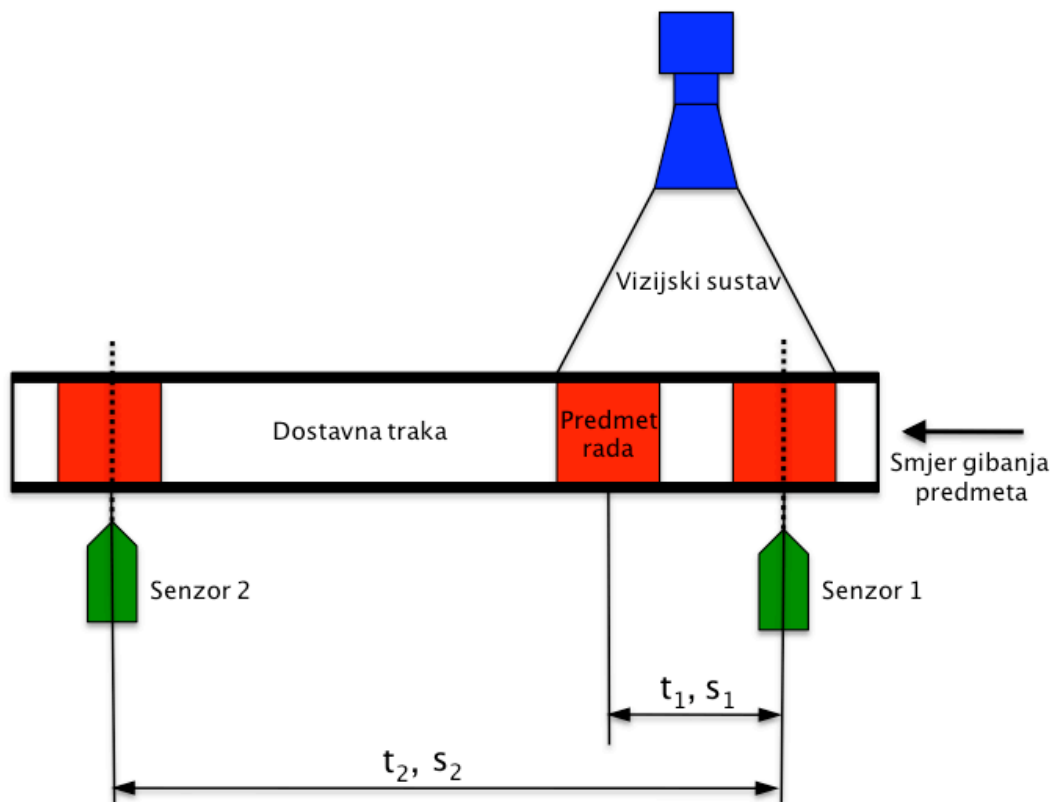 Vizijski sustav
Dostavna traka
Predmet
rada
Smjer gibanja
predmeta
Senzor 2
Senzor 1
t₁, s₁
t₂, s₂